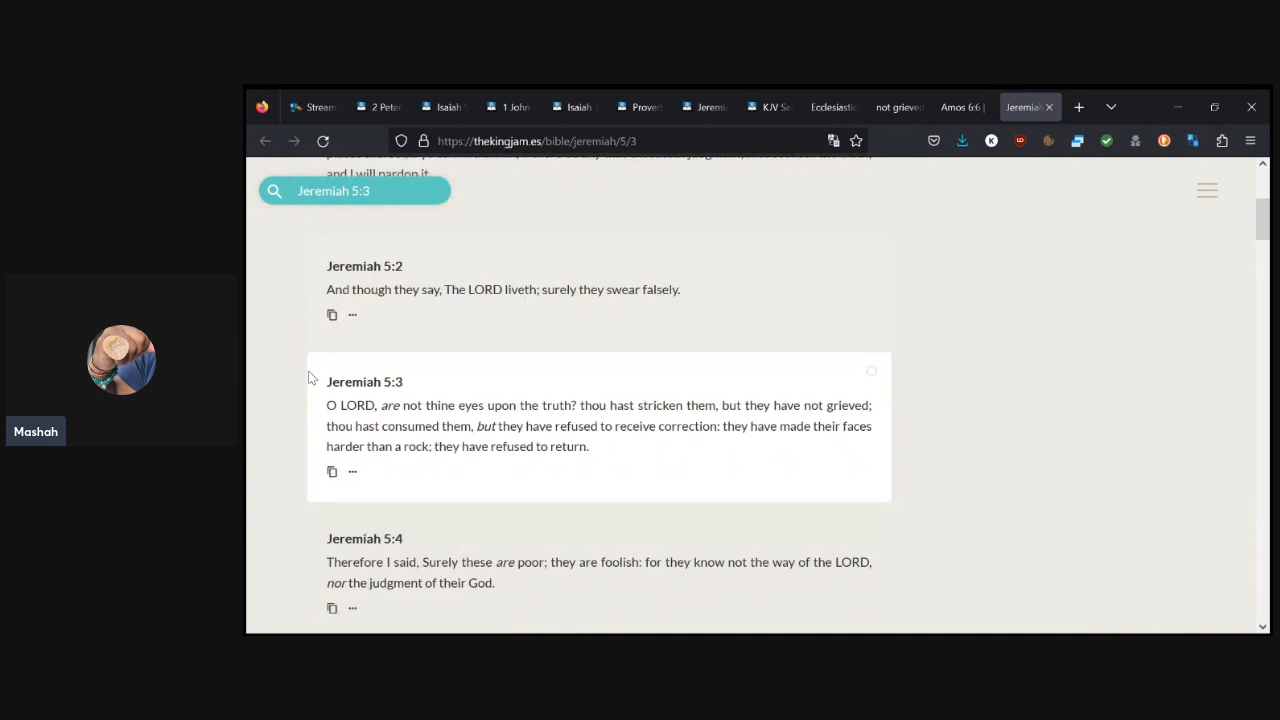 Stream
2 Peter
Isaiah
1 John
Isaiah
Prover
Jeremi
KJV Se
Ecclesiastic
not grieved
Amos 6:6 |
Jeremiah
https://thekingjam.es/bible/jeremiah/5/3
and I will pardon it.
Jeremiah 5:3
Jeremiah 5:2
And though they say, The LORD liveth; surely they swear falsely.
Jeremiah 5:3
O LORD, are not thine eyes upon the truth? thou hast stricken them, but they have not grieved;
thou hast consumed them, but they have refused to receive correction: they have made their faces
harder than a rock; they have refused to return.
Jeremiah 5:4
Therefore I said, Surely these are poor; they are foolish: for they know not the way of the LORD,
nor the judgment of their God.
Mashah